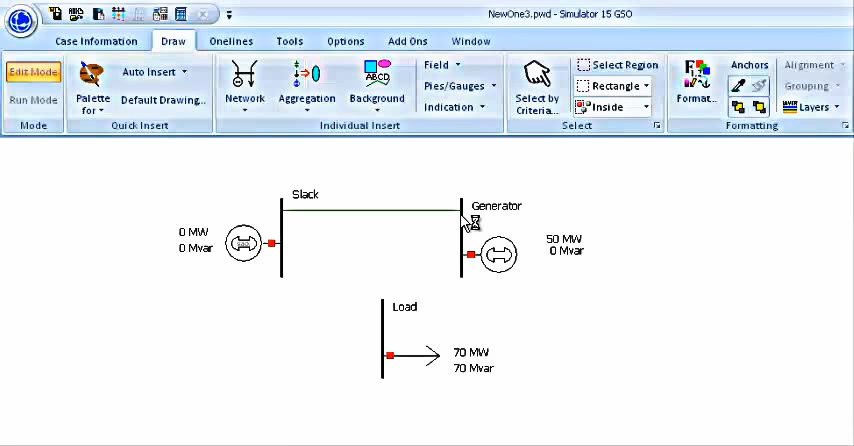 NewOne3.pwd - Simulator 15 GSO
Case Information Draw Onelines Tools Options Add Ons Window
Edit Mode
Run Mode
Mode
Palette for
Auto Insert
Default Drawing...
Quick Insert
Network
Aggregation
ABCD
Background
Field
Pies/Gauges
Indication
Individual Insert
Select by Criteria...
Select Region
Rectangle
Inside
Select
Format...
Anchors
Formatting
Alignment
Grouping
Layers
Slack
Generator
0 MW
0 Mvar
50 MW
0 Mvar
Load
70 MW
70 Mvar